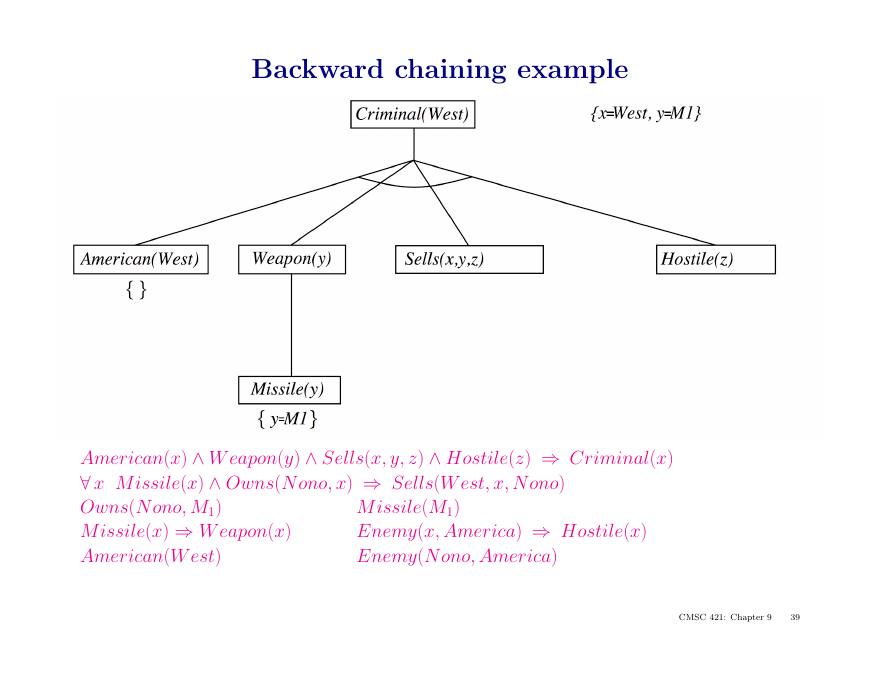 Backward chaining example
Criminal(West) {x=West, y=M1}
American(West) Weapon(y) Sells(x,y,z) Hostile(z)
{ }
Missile(y)
{ y=M1}
American(x) ∧ Weapon(y) ∧ Sells(x, y, z) ∧ Hostile(z) ⇒ Criminal(x)
∀ x Missile(x) ∧ Owns(Nono, x) ⇒ Sells(West, x, Nono)
Owns(Nono, M₁) Missile(M₁)
Missile(x) ⇒ Weapon(x) Enemy(x, America) ⇒ Hostile(x)
American(West) Enemy(Nono, America)
CMSC 421: Chapter 9 39